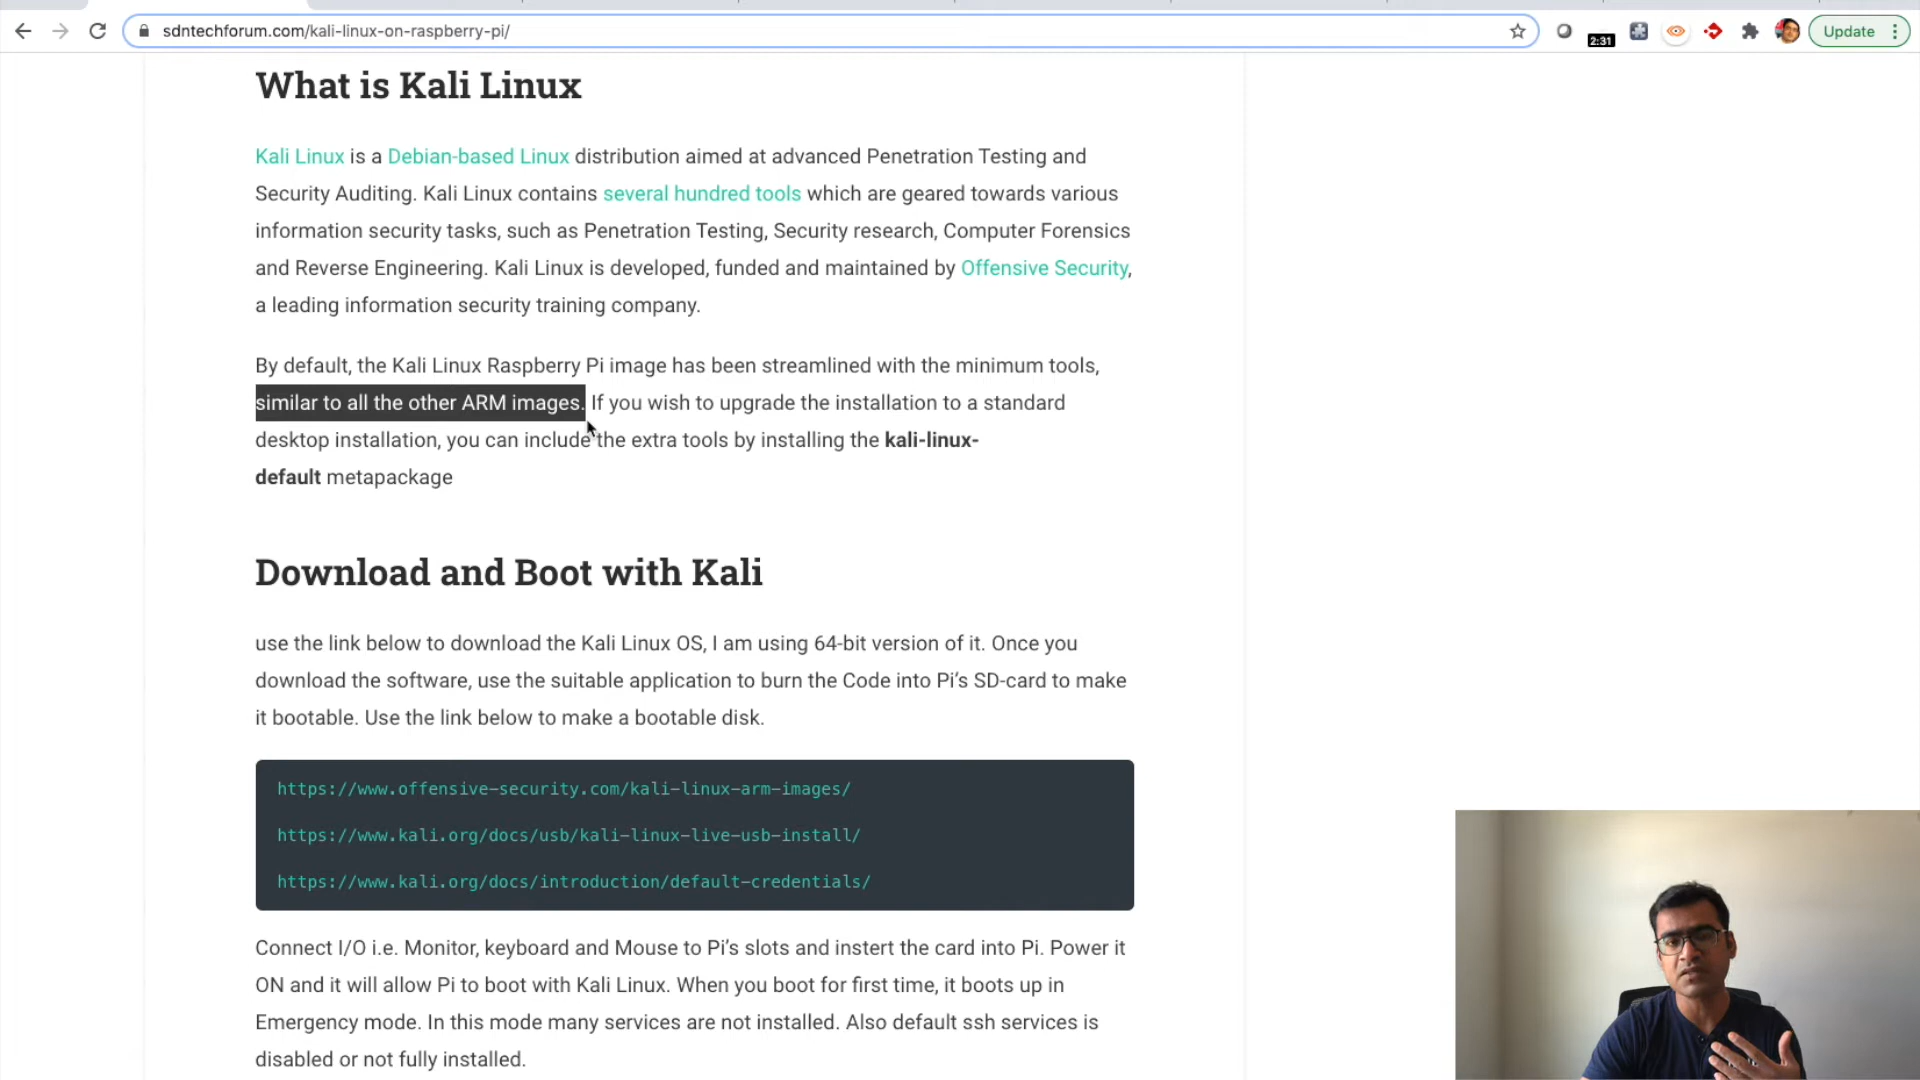 sdntechforum.com/kali-linux-on-raspberry-pi/
2:31
Update
What is Kali Linux
Kali Linux is a Debian-based Linux distribution aimed at advanced Penetration Testing and
Security Auditing. Kali Linux contains several hundred tools which are geared towards various
information security tasks, such as Penetration Testing, Security research, Computer Forensics
and Reverse Engineering. Kali Linux is developed, funded and maintained by Offensive Security,
a leading information security training company.
By default, the Kali Linux Raspberry Pi image has been streamlined with the minimum tools,
similar to all the other ARM images. If you wish to upgrade the installation to a standard
desktop installation, you can include the extra tools by installing the kali-linux-
default metapackage
Download and Boot with Kali
use the link below to download the Kali Linux OS, I am using 64-bit version of it. Once you
download the software, use the suitable application to burn the Code into Pi’s SD-card to make
it bootable. Use the link below to make a bootable disk.
https://www.offensive-security.com/kali-linux-arm-images/
https://www.kali.org/docs/usb/kali-linux-live-usb-install/
https://www.kali.org/docs/introduction/default-credentials/
Connect I/O i.e. Monitor, keyboard and Mouse to Pi’s slots and instert the card into Pi. Power it
ON and it will allow Pi to boot with Kali Linux. When you boot for first time, it boots up in
Emergency mode. In this mode many services are not installed. Also default ssh services is
disabled or not fully installed.